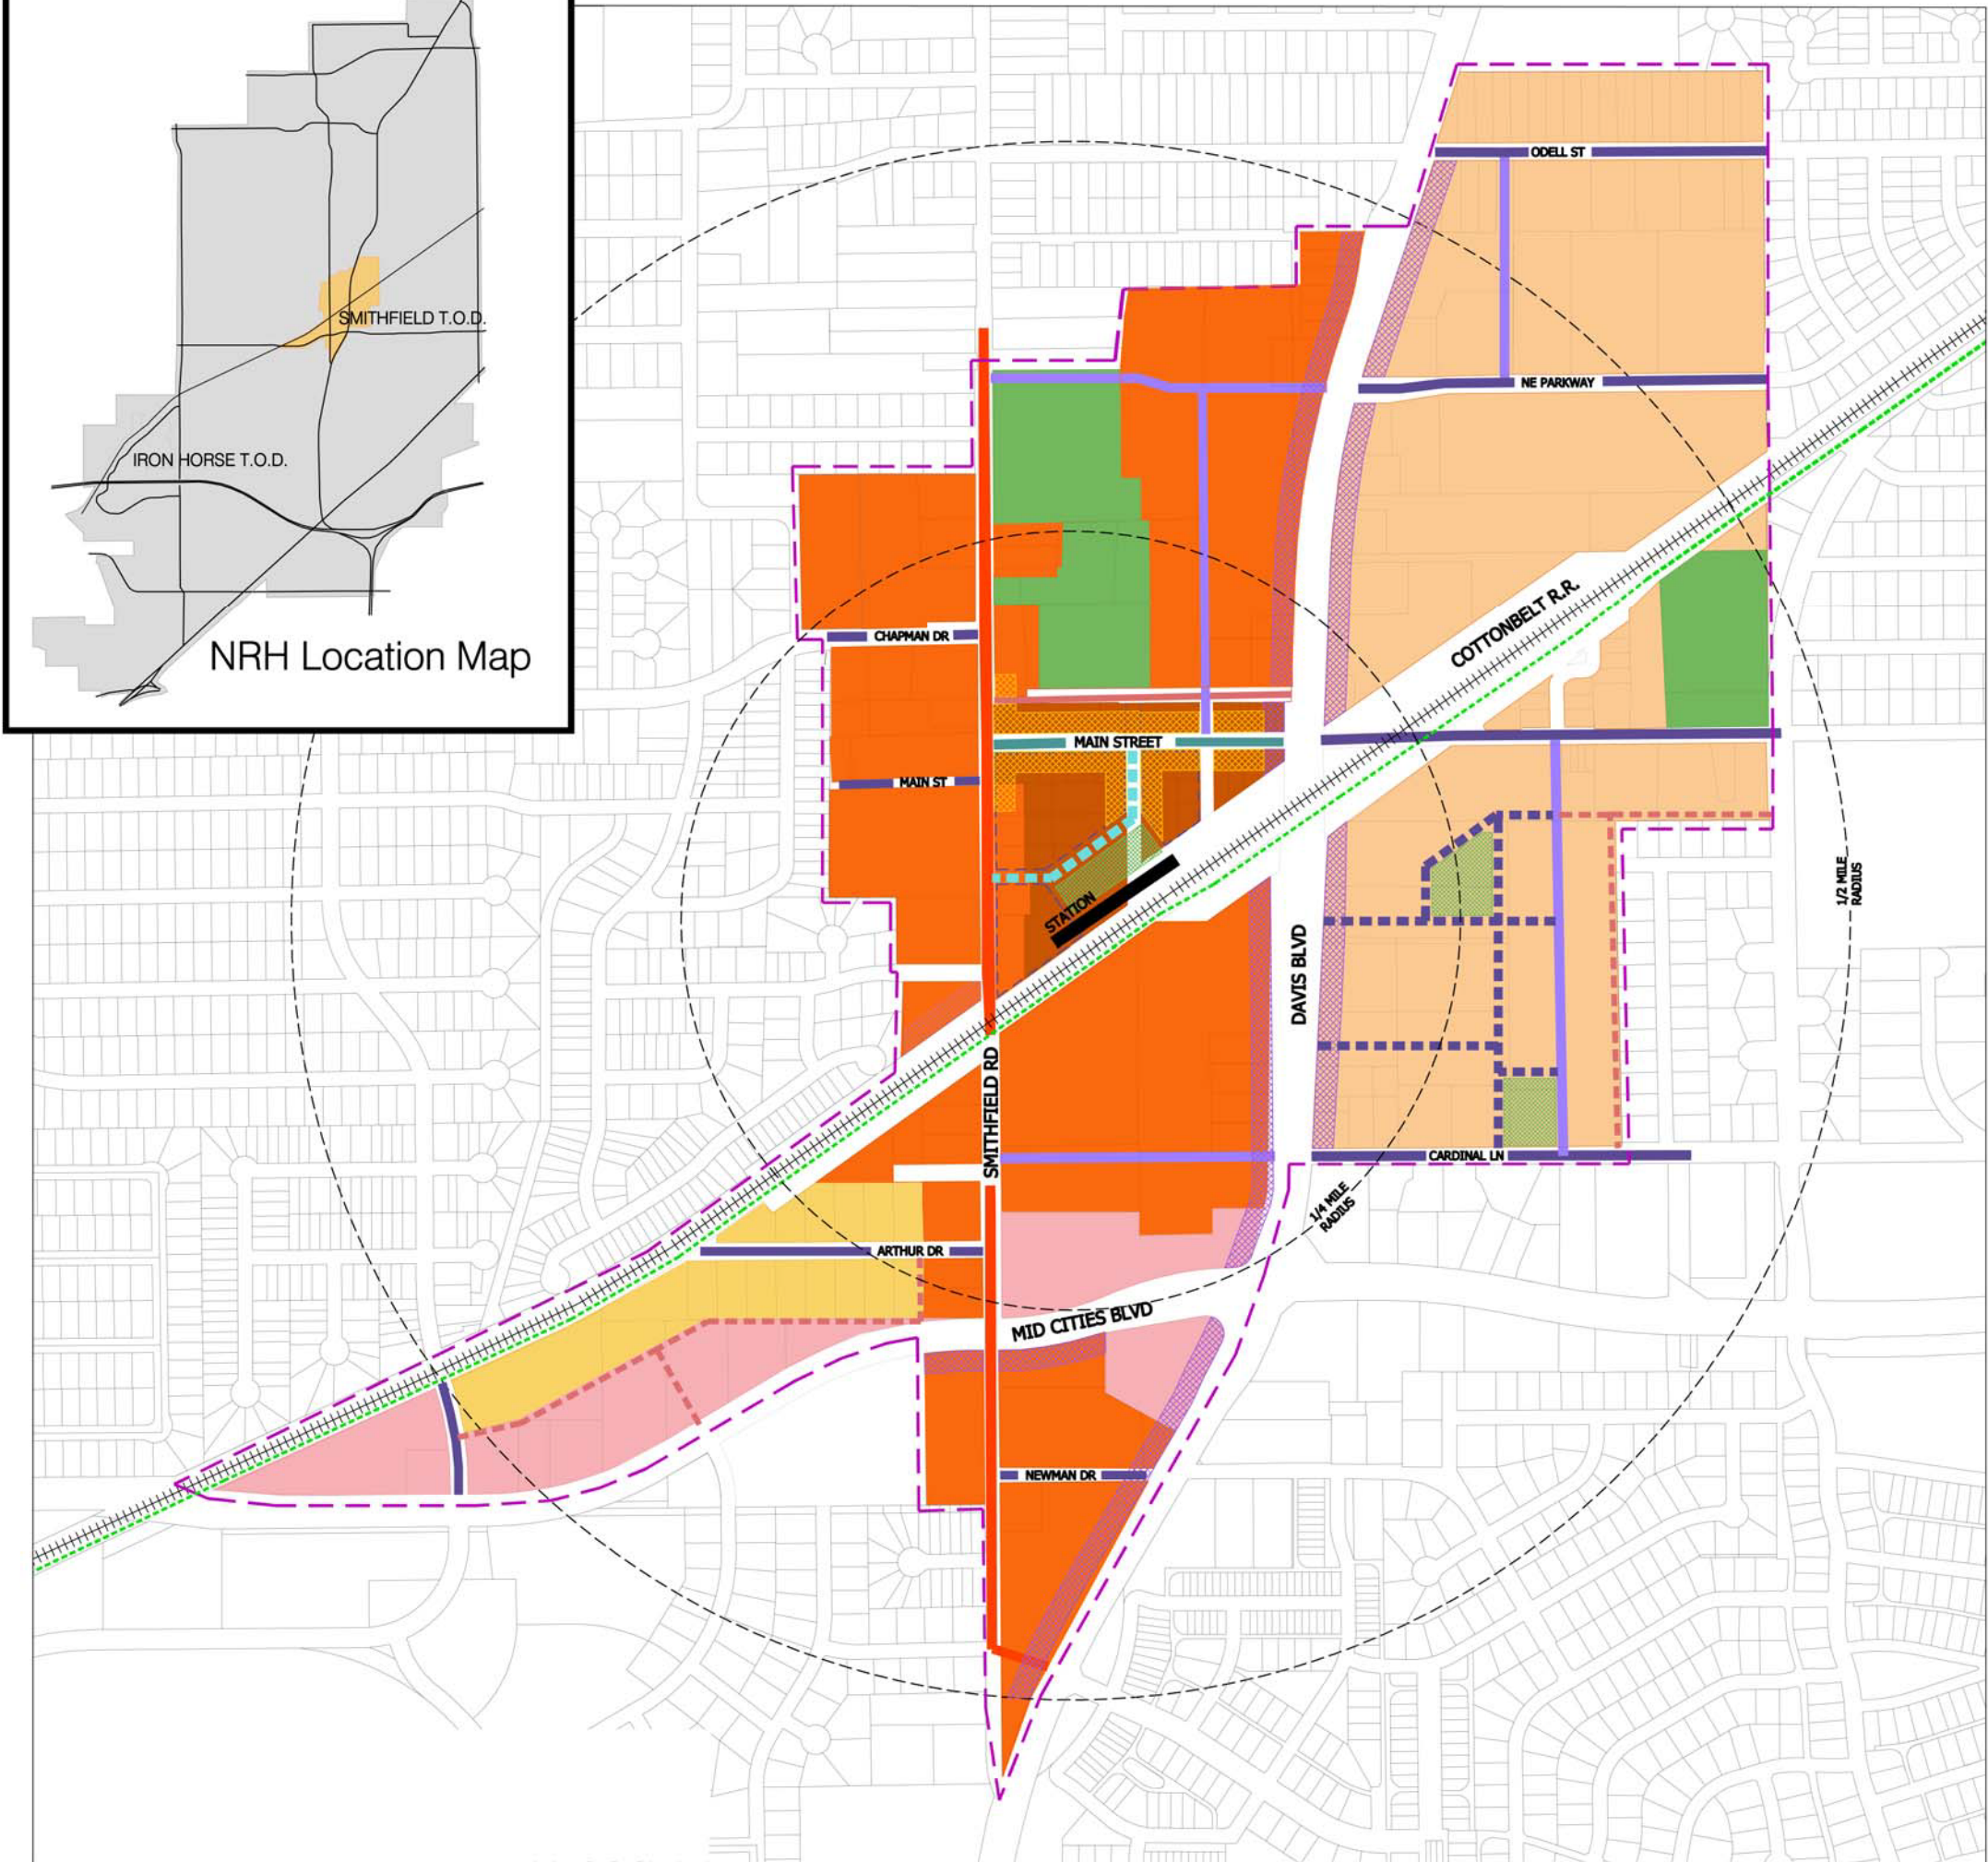 SMITHFIELD T.O.D.
IRON HORSE T.O.D.
NRH Location Map
ODELL ST
NE PARKWAY
COTTONBELT R.R.
CHAPMAN DR
MAIN STREET
MAIN ST
STATION
1/2 MILE
RADIUS
DAVIS BLVD
SMITHFIELD RD
CARDINAL LN
1/4 MILE
RADIUS
ARTHUR DR
MID CITIES BLVD
NEWMAN DR